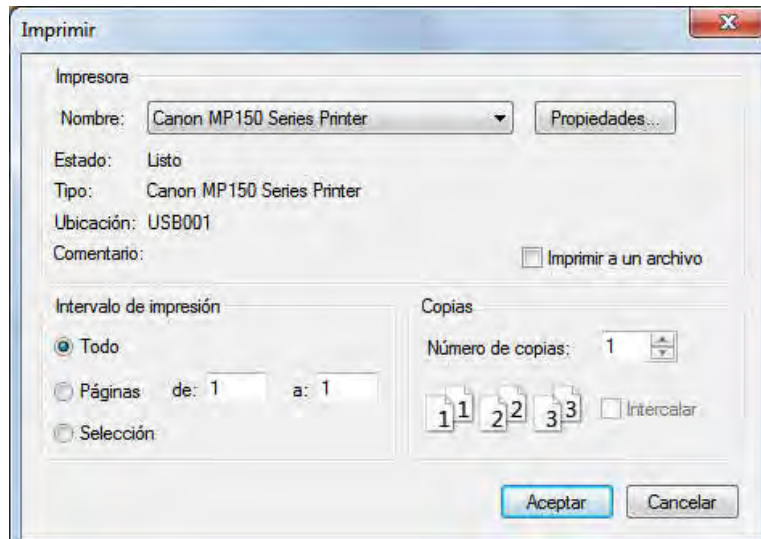 Imprimir
Impresora
Nombre: Canon MP150 Series Printer Propiedades...
Estado: Listo
Tipo: Canon MP150 Series Printer
Ubicación: USB001
Comentario: Imprimir a un archivo
Intervalo de impresión Copias
Todo Número de copias: 1
Páginas de: 1 a: 1
1 1 2 2 3 3 Intercalar
Selección
Aceptar Cancelar